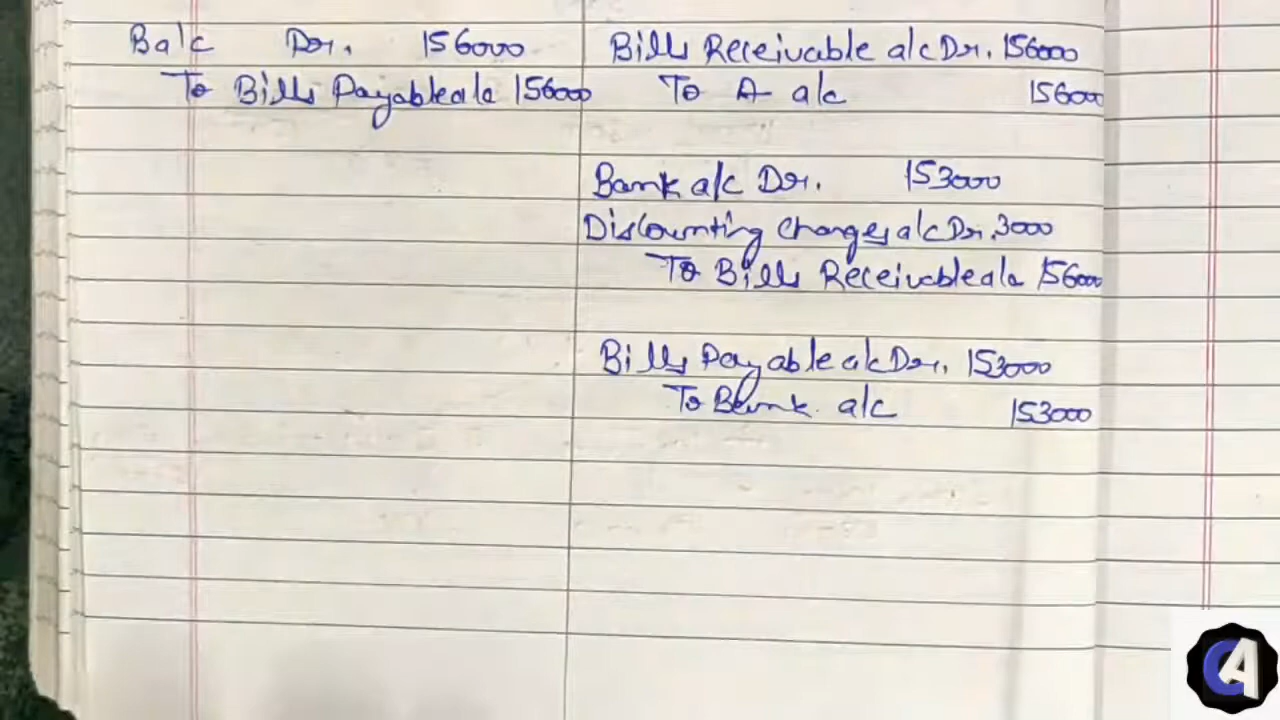 B a/c Dr. 156000
To Bills Payable a/c 156000
Bills Receivable a/c Dr. 156000
To A a/c 156000
Bank a/c Dr. 153000
Discounting Charges a/c Dr. 3000
To Bills Receivable a/c 156000
Bills Payable a/c Dr. 153000
To Bank a/c 153000
CA